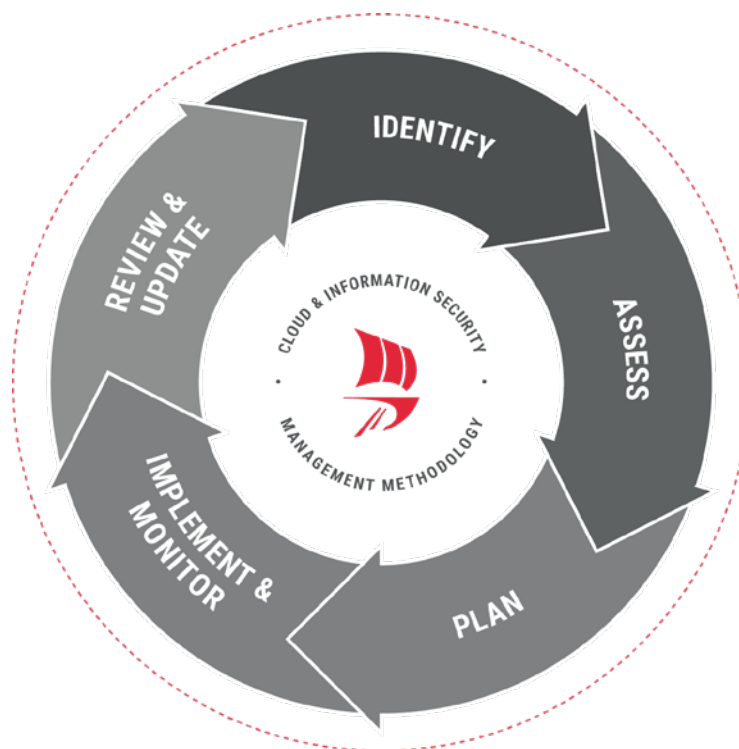 IDENTIFY
ASSESS
PLAN
IMPLEMENT &
MONITOR
REVIEW &
UPDATE
CLOUD & INFORMATION SECURITY
MANAGEMENT METHODOLOGY